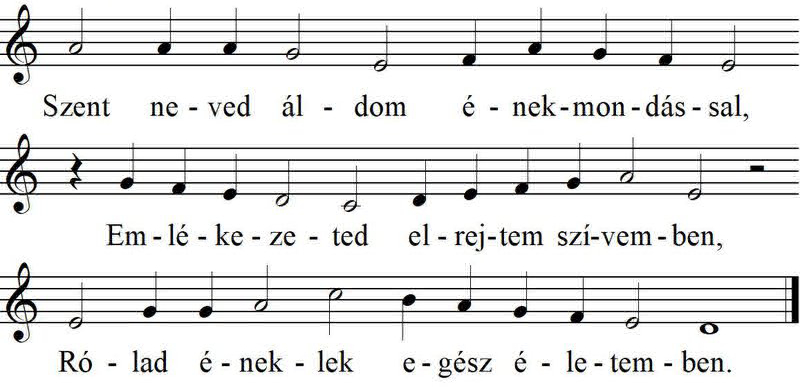 Szent ne - ved ál - dom é - nek - mon - dás - sal,
Em - lé - ke - ze - ted el - rej - tem szí - vem - ben,
Ró - lad é - nek - lek e - gész é - le - tem - ben.